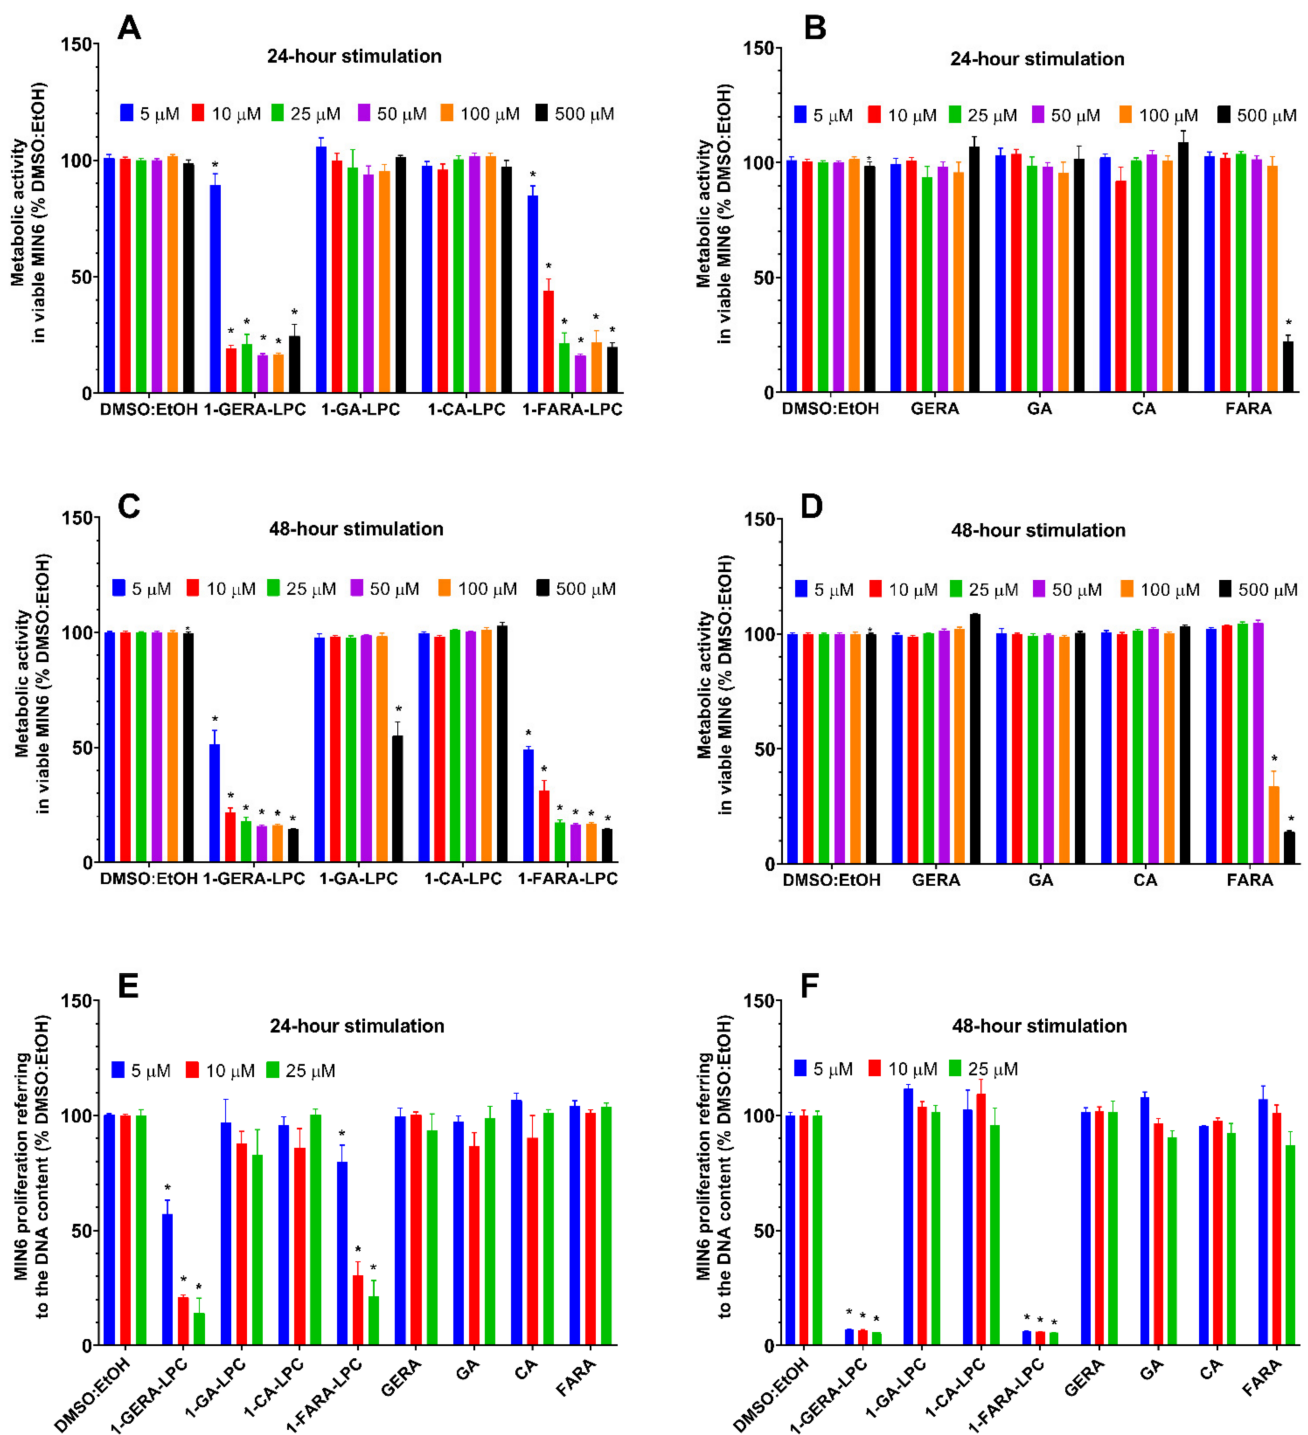 A
24-hour stimulation
5 μM 10 μM 25 μM 50 μM 100 μM 500 μM
Metabolic activity
in viable MIN6 (% DMSO:EtOH)
150
100
50
0
* * * * * * * * * * * *
DMSO:EtOH 1-GERA-LPC 1-GA-LPC 1-CA-LPC 1-FARA-LPC
B
24-hour stimulation
5 μM 10 μM 25 μM 50 μM 100 μM 500 μM
Metabolic activity
in viable MIN6 (% DMSO:EtOH)
150
100
50
0
* *
DMSO:EtOH GERA GA CA FARA
C
48-hour stimulation
5 μM 10 μM 25 μM 50 μM 100 μM 500 μM
Metabolic activity
in viable MIN6 (% DMSO:EtOH)
150
100
50
0
* * * * * * * * * * * * * *
DMSO:EtOH 1-GERA-LPC 1-GA-LPC 1-CA-LPC 1-FARA-LPC
D
48-hour stimulation
5 μM 10 μM 25 μM 50 μM 100 μM 500 μM
Metabolic activity
in viable MIN6 (% DMSO:EtOH)
150
100
50
0
* * *
DMSO:EtOH GERA GA CA FARA
E
24-hour stimulation
5 μM 10 μM 25 μM
MIN6 proliferation referring
to the DNA content (% DMSO:EtOH)
150
100
50
0
* * * * * *
DMSO:EtOH 1-GERA-LPC 1-GA-LPC 1-CA-LPC 1-FARA-LPC GERA GA CA FARA
F
48-hour stimulation
5 μM 10 μM 25 μM
MIN6 proliferation referring
to the DNA content (% DMSO:EtOH)
150
100
50
0
* * * * * *
DMSO:EtOH 1-GERA-LPC 1-GA-LPC 1-CA-LPC 1-FARA-LPC GERA GA CA FARA